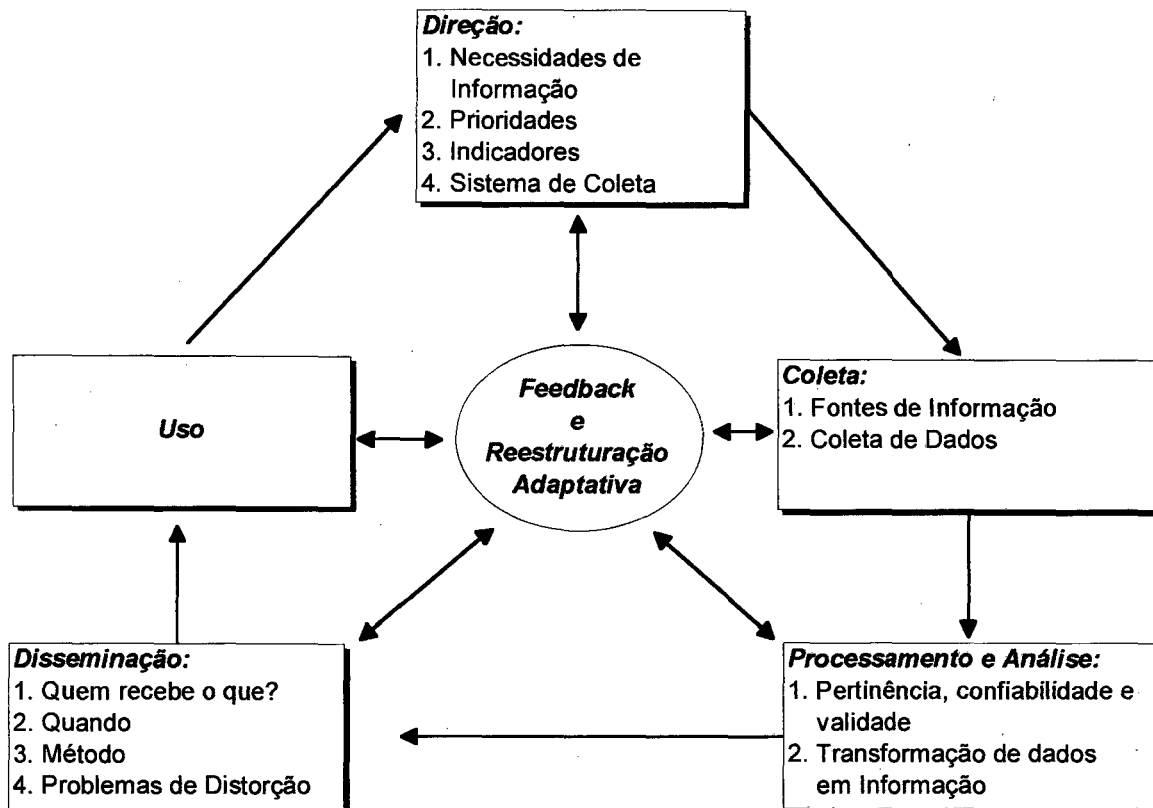 Direção:
1. Necessidades de
Informação
2. Prioridades
3. Indicadores
4. Sistema de Coleta
Uso
Feedback
e
Reestruturação
Adaptativa
Coleta:
1. Fontes de Informação
2. Coleta de Dados
Disseminação:
1. Quem recebe o que?
2. Quando
3. Método
4. Problemas de Distorção
Processamento e Análise:
1. Pertinência, confiabilidade e
validade
2. Transformação de dados
em Informação